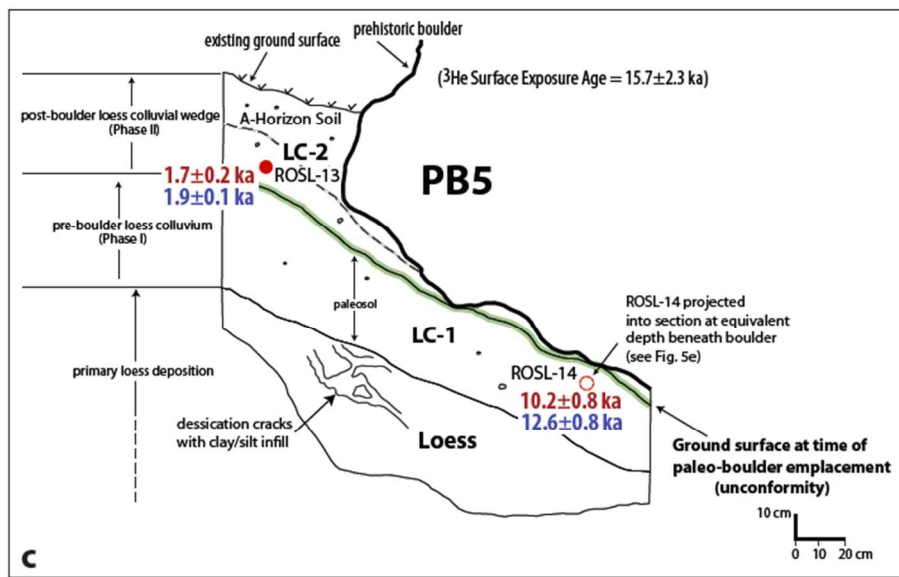 prehistoric boulder
existing ground surface
(³He Surface Exposure Age = 15.7±2.3 ka)
A-Horizon Soil
post-boulder loess colluvial wedge
(Phase II)
LC-2
ROSL-13
PB5
1.7±0.2 ka
1.9±0.1 ka
pre-boulder loess colluvium
(Phase I)
paleosol
ROSL-14 projected
into section at equivalent
depth beneath boulder
(see Fig. 5e)
LC-1
primary loess deposition
ROSL-14
10.2±0.8 ka
12.6±0.8 ka
dessication cracks
with clay/silt infill
Loess
Ground surface at time of
paleo-boulder emplacement
(unconformity)
10 cm
0 10 20 cm
c